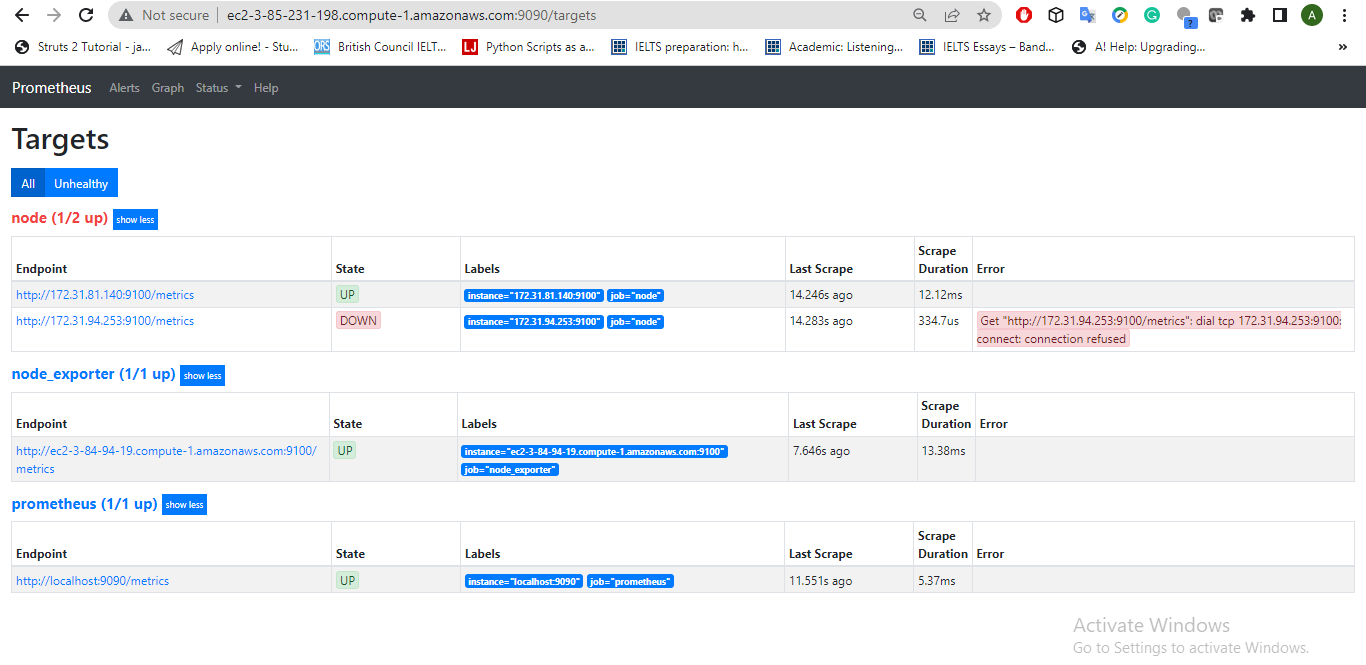 Not secure | ec2-3-85-231-198.compute-1.amazonaws.com:9090/targets
A
?
Struts 2 Tutorial - ja... Apply online! - Stu... ORS British Council IELT... LJ Python Scripts as a... IELTS preparation: h... Academic: Listening... IELTS Essays – Band... A! Help: Upgrading... »
Prometheus Alerts Graph Status Help
Targets
All Unhealthy
node (1/2 up) show less
Endpoint State Labels Last Scrape Scrape Duration Error
http://172.31.81.140:9100/metrics UP instance="172.31.81.140:9100" job="node" 14.246s ago 12.12ms
http://172.31.94.253:9100/metrics DOWN instance="172.31.94.253:9100" job="node" 14.283s ago 334.7us Get "http://172.31.94.253:9100/metrics": dial tcp 172.31.94.253:9100:
connect: connection refused
node_exporter (1/1 up) show less
Endpoint State Labels Last Scrape Scrape Duration Error
http://ec2-3-84-94-19.compute-1.amazonaws.com:9100/ UP instance="ec2-3-84-94-19.compute-1.amazonaws.com:9100" 7.646s ago 13.38ms
metrics job="node_exporter"
prometheus (1/1 up) show less
Endpoint State Labels Last Scrape Scrape Duration Error
http://localhost:9090/metrics UP instance="localhost:9090" job="prometheus" 11.551s ago 5.37ms
Activate Windows
Go to Settings to activate Windows.